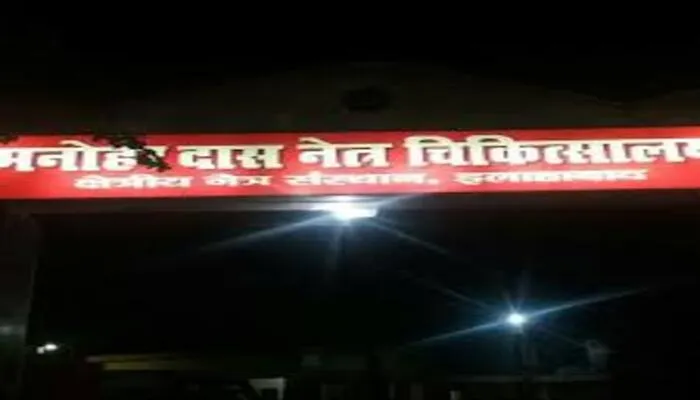 मनोहर दास नेत्र चिकित्सालय
क्षेत्रीय नेत्र संस्थान, इलाहाबाद